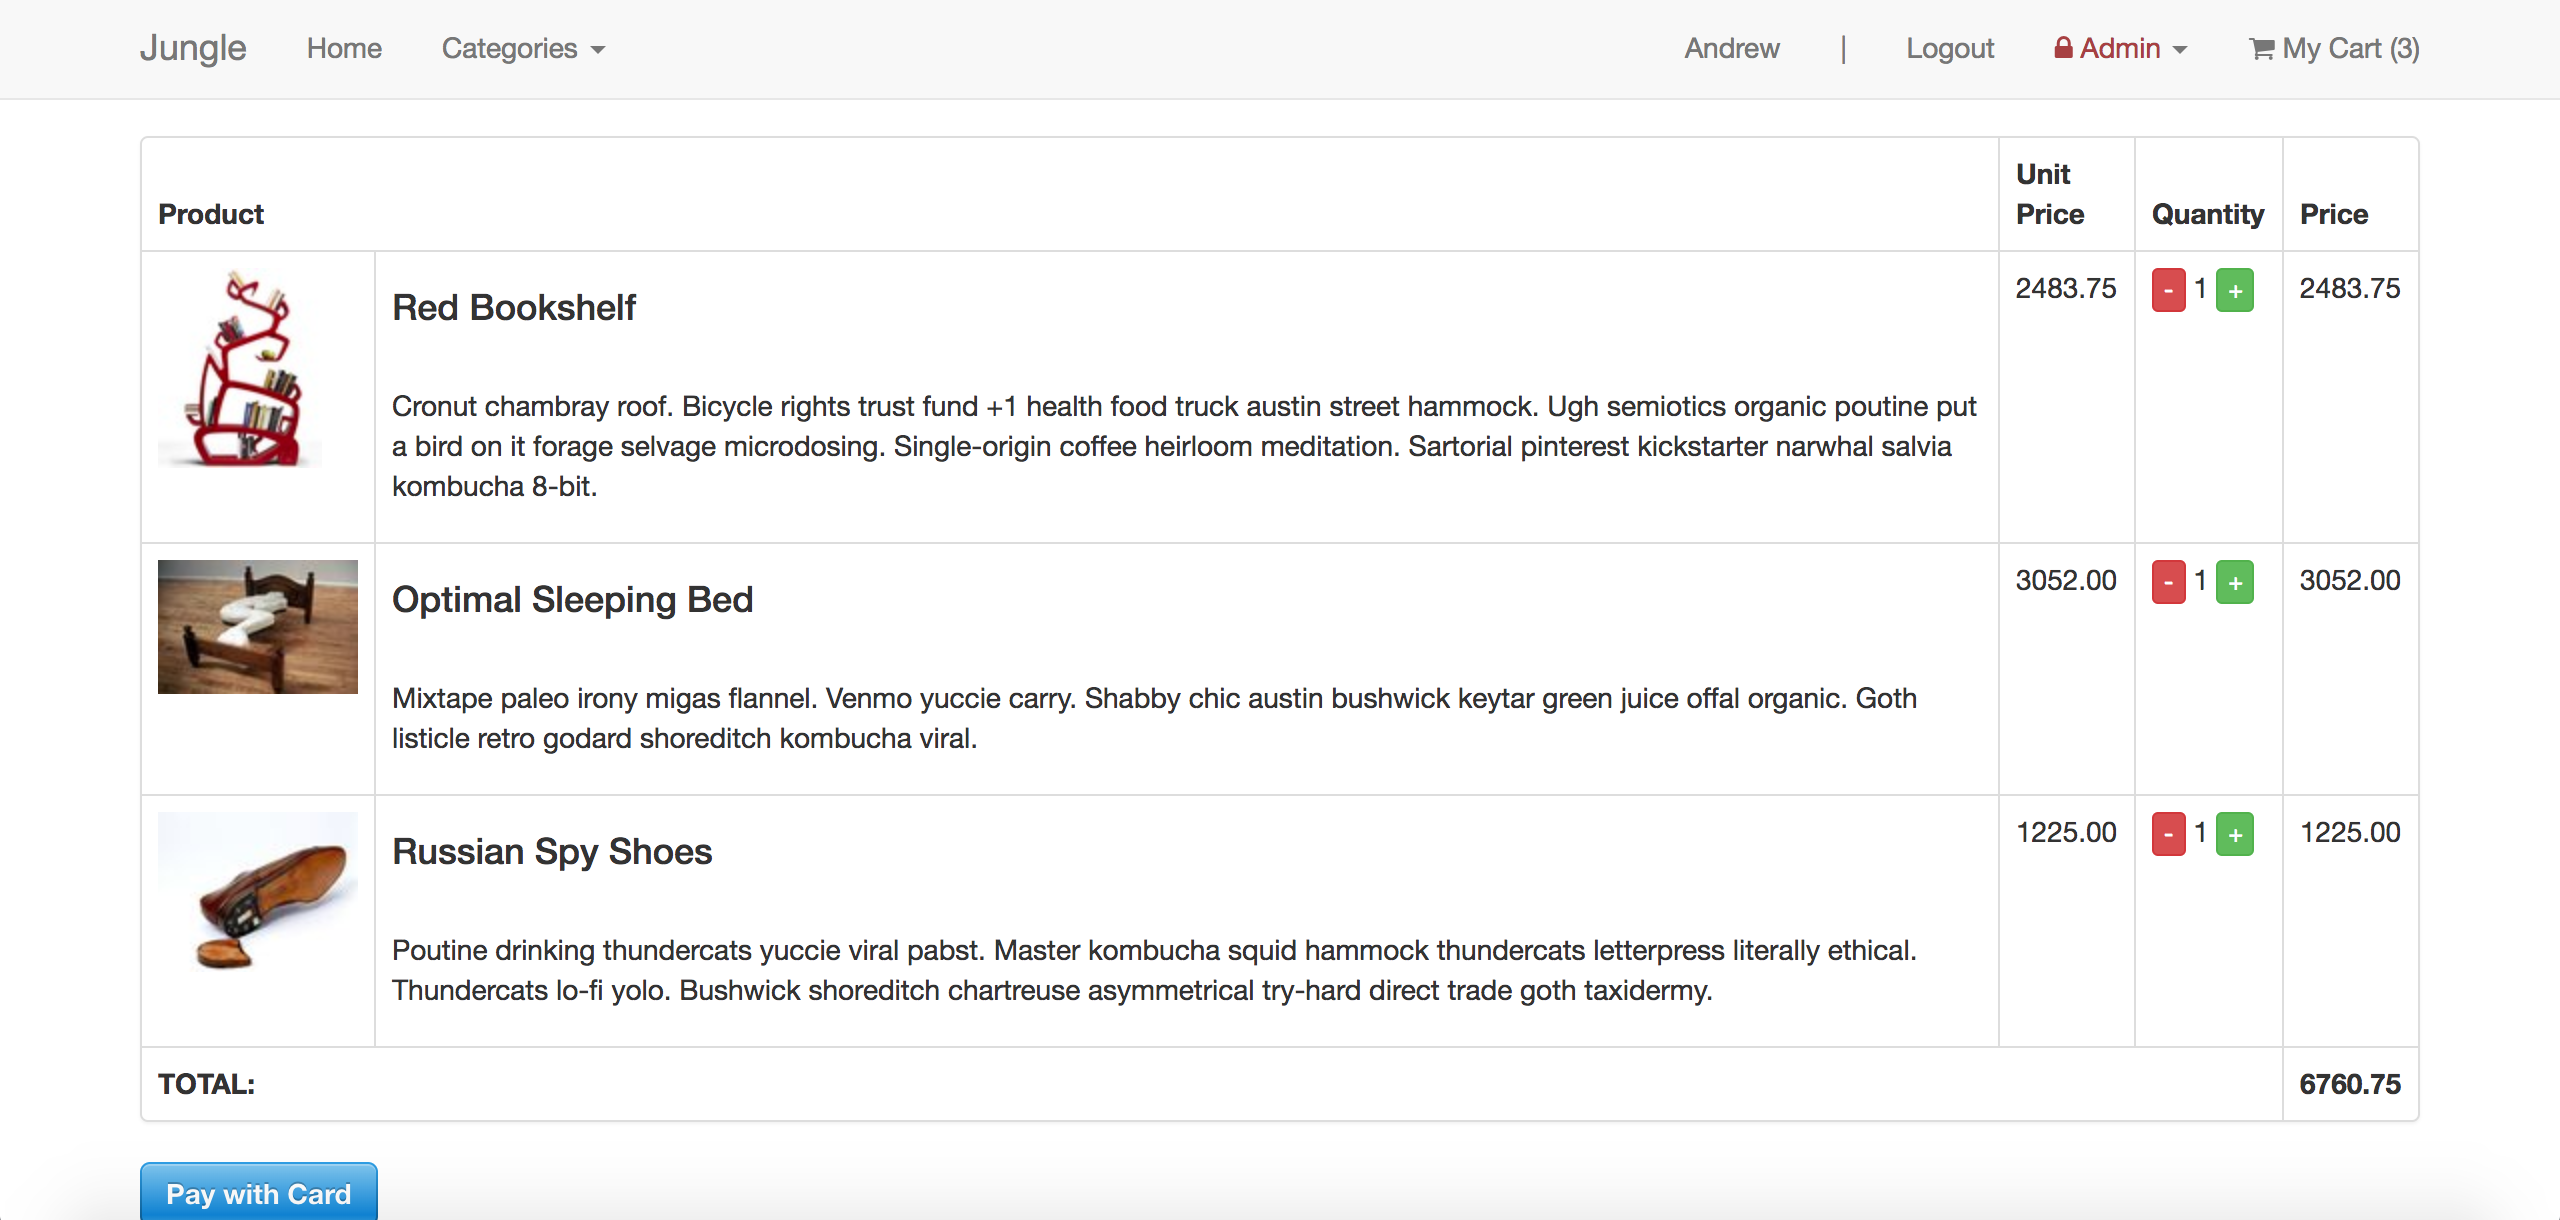 Jungle Home Categories Andrew | Logout Admin My Cart (3)
Product Unit Price Quantity Price
Red Bookshelf 2483.75 - 1 + 2483.75
Cronut chambray roof. Bicycle rights trust fund +1 health food truck austin street hammock. Ugh semiotics organic poutine put
a bird on it forage selvage microdosing. Single-origin coffee heirloom meditation. Sartorial pinterest kickstarter narwhal salvia
kombucha 8-bit.
Optimal Sleeping Bed 3052.00 - 1 + 3052.00
Mixtape paleo irony migas flannel. Venmo yuccie carry. Shabby chic austin bushwick keytar green juice offal organic. Goth
listicle retro godard shoreditch kombucha viral.
Russian Spy Shoes 1225.00 - 1 + 1225.00
Poutine drinking thundercats yuccie viral pabst. Master kombucha squid hammock thundercats letterpress literally ethical.
Thundercats lo-fi yolo. Bushwick shoreditch chartreuse asymmetrical try-hard direct trade goth taxidermy.
TOTAL: 6760.75
Pay with Card